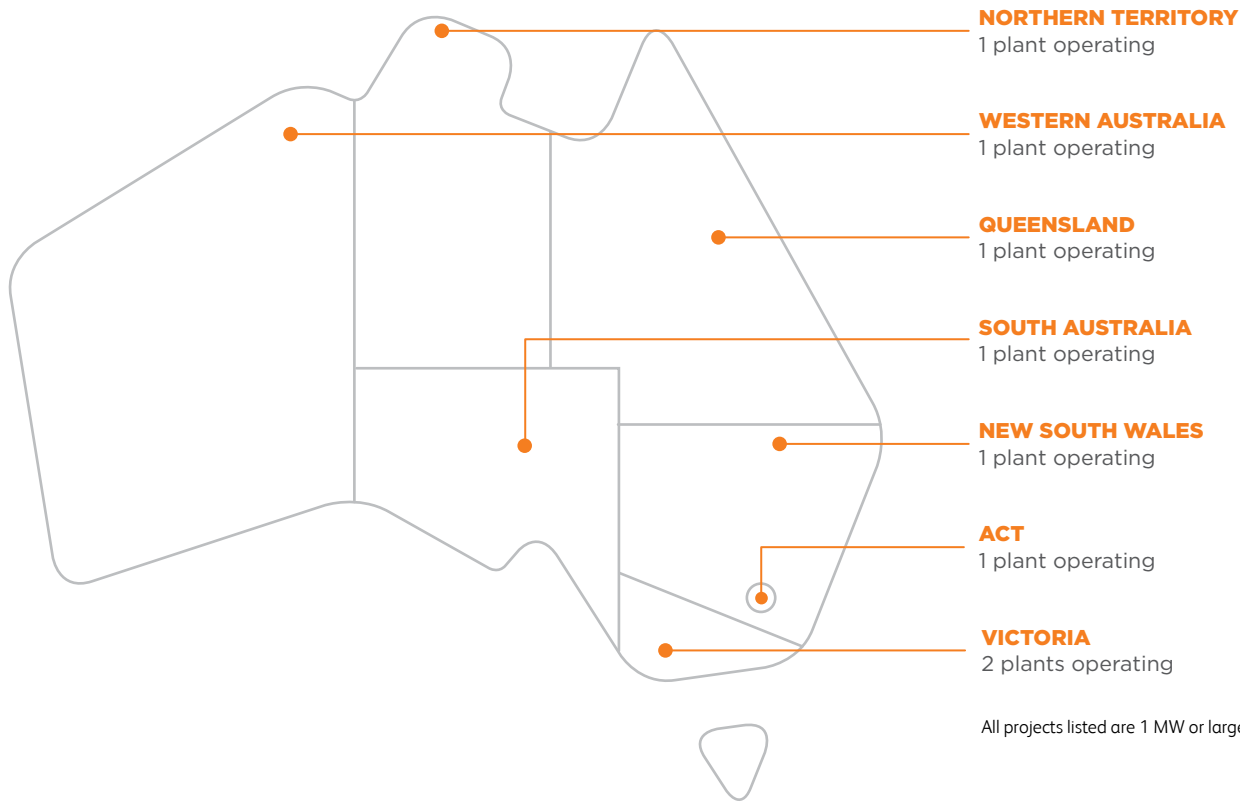 NORTHERN TERRITORY
1 plant operating
WESTERN AUSTRALIA
1 plant operating
QUEENSLAND
1 plant operating
SOUTH AUSTRALIA
1 plant operating
NEW SOUTH WALES
1 plant operating
ACT
1 plant operating
VICTORIA
2 plants operating
All projects listed are 1 MW or large